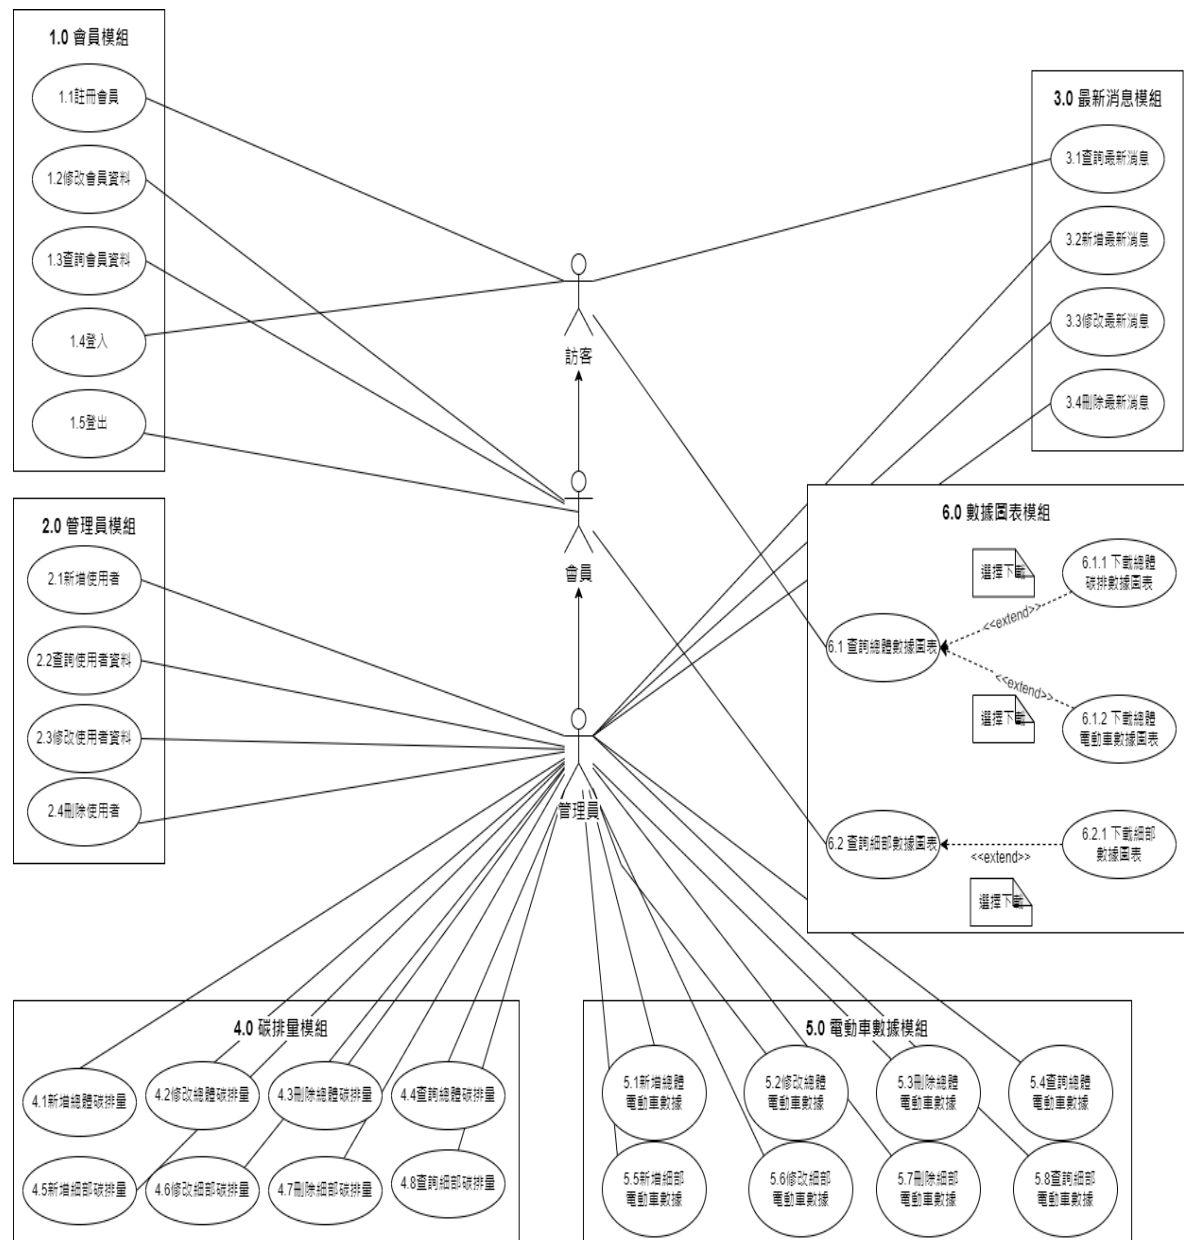 1.0 會員模組
1.1註冊會員
1.2修改會員資料
1.3查詢會員資料
1.4登入
1.5登出
2.0 管理員模組
2.1新增使用者
2.2查詢使用者資料
2.3修改使用者資料
2.4刪除使用者
訪客
會員
管理員
3.0 最新消息模組
3.1查詢最新消息
3.2新增最新消息
3.3修改最新消息
3.4刪除最新消息
6.0 數據圖表模組
選擇下載
6.1.1 下載總體
碳排數據圖表
<<extend>>
6.1 查詢總體數據圖表
<<extend>>
選擇下載
6.1.2 下載總體
電動車數據圖表
6.2 查詢細部數據圖表
<<extend>>
6.2.1 下載細部
數據圖表
選擇下載
4.0 碳排量模組
4.1新增總體碳排量
4.2修改總體碳排量
4.3刪除總體碳排量
4.4查詢總體碳排量
4.5新增細部碳排量
4.6修改細部碳排量
4.7刪除細部碳排量
4.8查詢細部碳排量
5.0 電動車數據模組
5.1新增總體
電動車數據
5.2修改總體
電動車數據
5.3刪除總體
電動車數據
5.4查詢總體
電動車數據
5.5新增細部
電動車數據
5.6修改細部
電動車數據
5.7刪除細部
電動車數據
5.8查詢細部
電動車數據